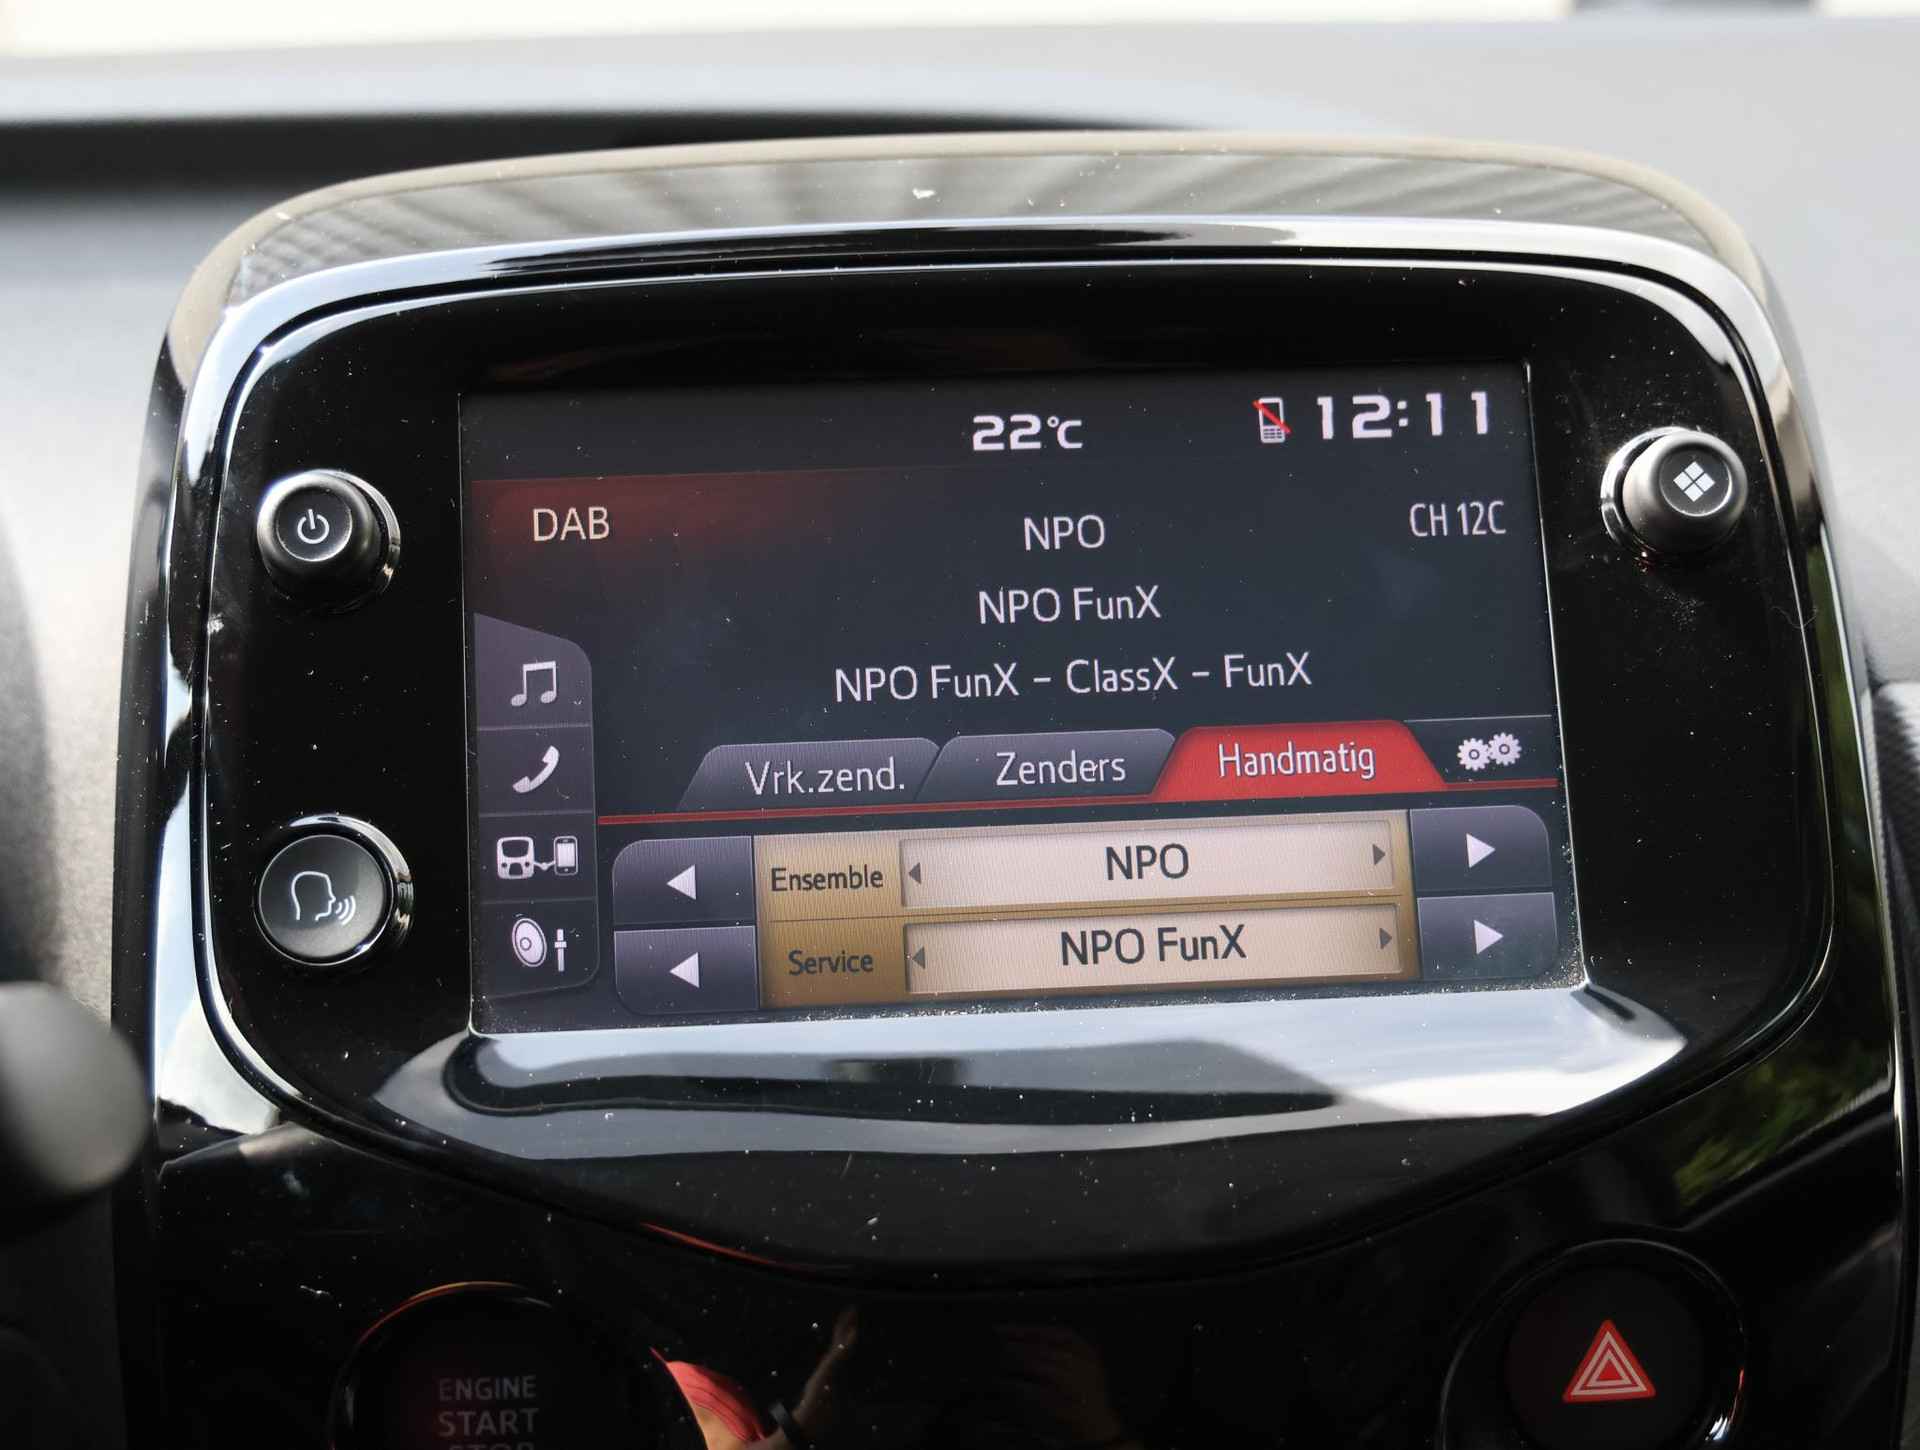 22°C 12:11
DAB NPO CH 12C
NPO FunX
NPO FunX - ClassX - FunX
Vrk.zend. Zenders Handmatig
Ensemble NPO
Service NPO FunX
ENGINE
START
STOP